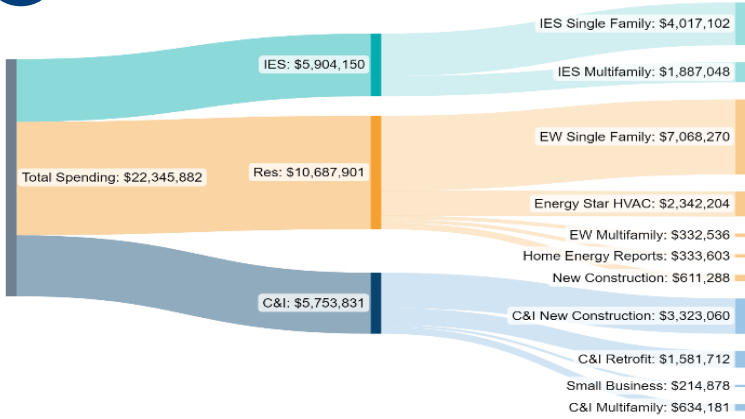 IES Single Family: $4,017,102
IES: $5,904,150
IES Multifamily: $1,887,048
EW Single Family: $7,068,270
Total Spending: $22,345,882
Res: $10,687,901
Energy Star HVAC: $2,342,204
EW Multifamily: $332,536
Home Energy Reports: $333,603
New Construction: $611,288
C&I: $5,753,831
C&I New Construction: $3,323,060
C&I Retrofit: $1,581,712
Small Business: $214,878
C&I Multifamily: $634,181